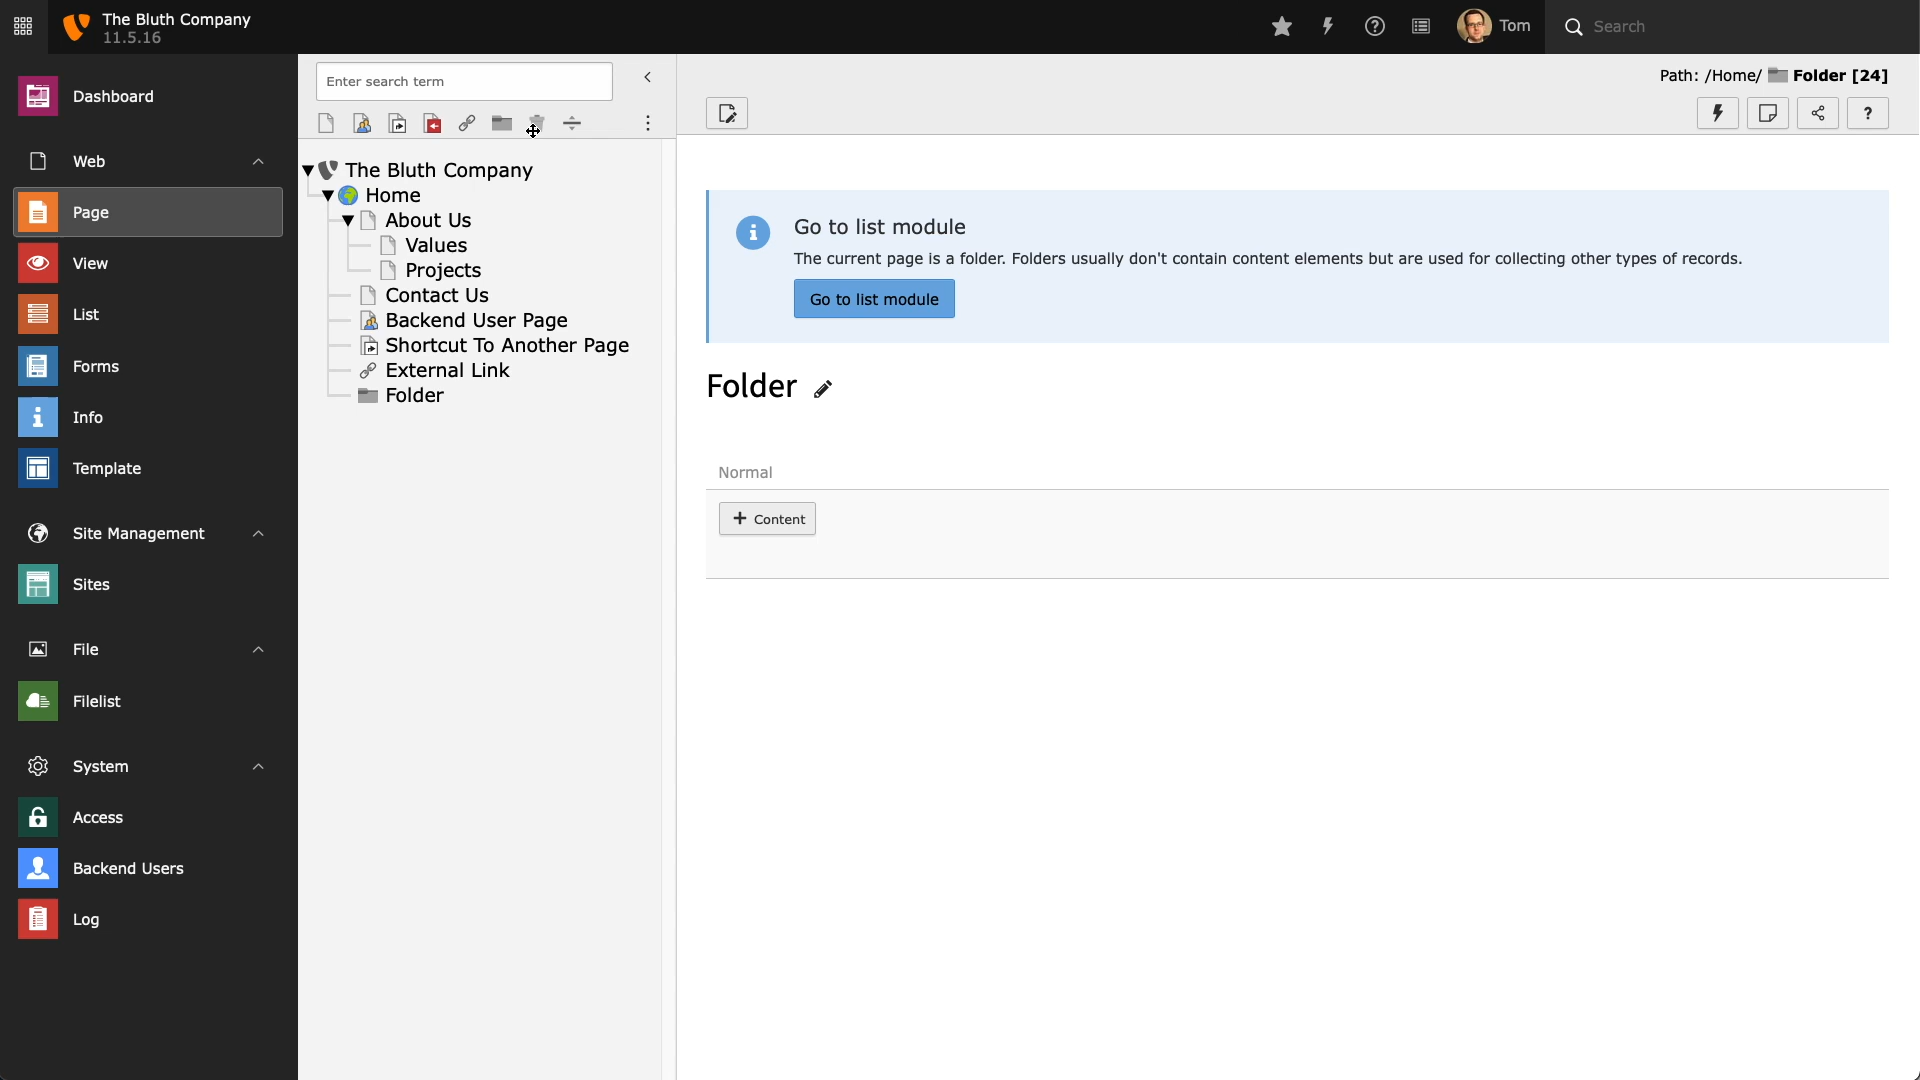 The Bluth Company
11.5.16
Tom
Search
Dashboard
Web
Page
View
List
Forms
Info
Template
Site Management
Sites
File
Filelist
System
Access
Backend Users
Log
Enter search term
The Bluth Company
Home
About Us
Values
Projects
Contact Us
Backend User Page
Shortcut To Another Page
External Link
Folder
Path: /Home/ Folder [24]
?
Go to list module
The current page is a folder. Folders usually don't contain content elements but are used for collecting other types of records.
Go to list module
Folder
Normal
+ Content